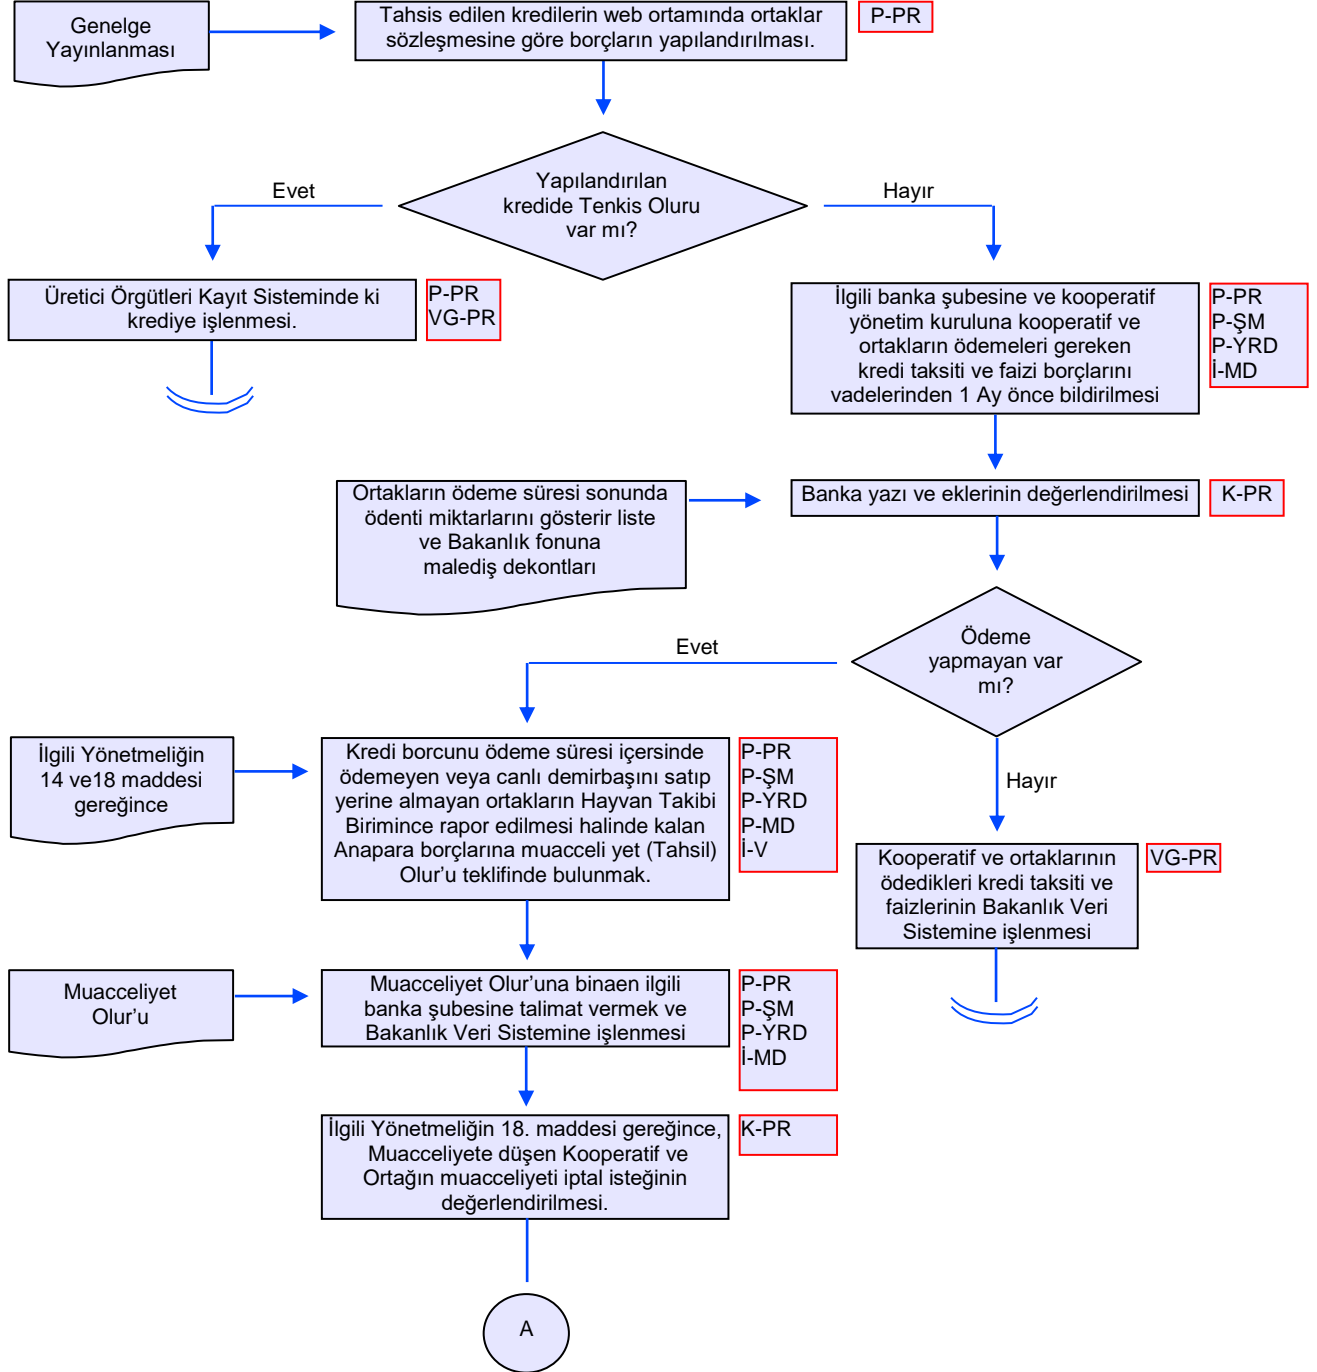 Genelge
Yayınlanması
Tahsis edilen kredilerin web ortamında ortaklar
sözleşmesine göre borçların yapılandırılması.
P-PR
Yapılandırılan
kredide Tenkis Oluru
var mı?
Evet
Hayır
Üretici Örgütleri Kayıt Sisteminde ki
krediye işlenmesi.
P-PR
VG-PR
İlgili banka şubesine ve kooperatif
yönetim kuruluna kooperatif ve
ortakların ödemeleri gereken
kredi taksiti ve faizi borçlarını
vadelerinden 1 Ay önce bildirilmesi
P-PR
P-ŞM
P-YRD
İ-MD
Ortakların ödeme süresi sonunda
ödenti miktarlarını gösterir liste
ve Bakanlık fonuna
malediş dekontları
Banka yazı ve eklerinin değerlendirilmesi
K-PR
Ödeme
yapmayan var
mı?
Evet
Hayır
İlgili Yönetmeliğin
14 ve18 maddesi
gereğince
Kredi borcunu ödeme süresi içersinde
ödemeyen veya canlı demirbaşını satıp
yerine almayan ortakların Hayvan Takibi
Birimince rapor edilmesi halinde kalan
Anapara borçlarına muacceli yet (Tahsil)
Olur’u teklifinde bulunmak.
P-PR
P-ŞM
P-YRD
P-MD
İ-V
Kooperatif ve ortaklarının
ödedikleri kredi taksiti ve
faizlerinin Bakanlık Veri
Sistemine işlenmesi
VG-PR
Muacceliyet
Olur’u
Muacceliyet Olur’una binaen ilgili
banka şubesine talimat vermek ve
Bakanlık Veri Sistemine işlenmesi
P-PR
P-ŞM
P-YRD
İ-MD
İlgili Yönetmeliğin 18. maddesi gereğince,
Muacceliyete düşen Kooperatif ve
Ortağın muacceliyeti iptal isteğinin
değerlendirilmesi.
K-PR
A